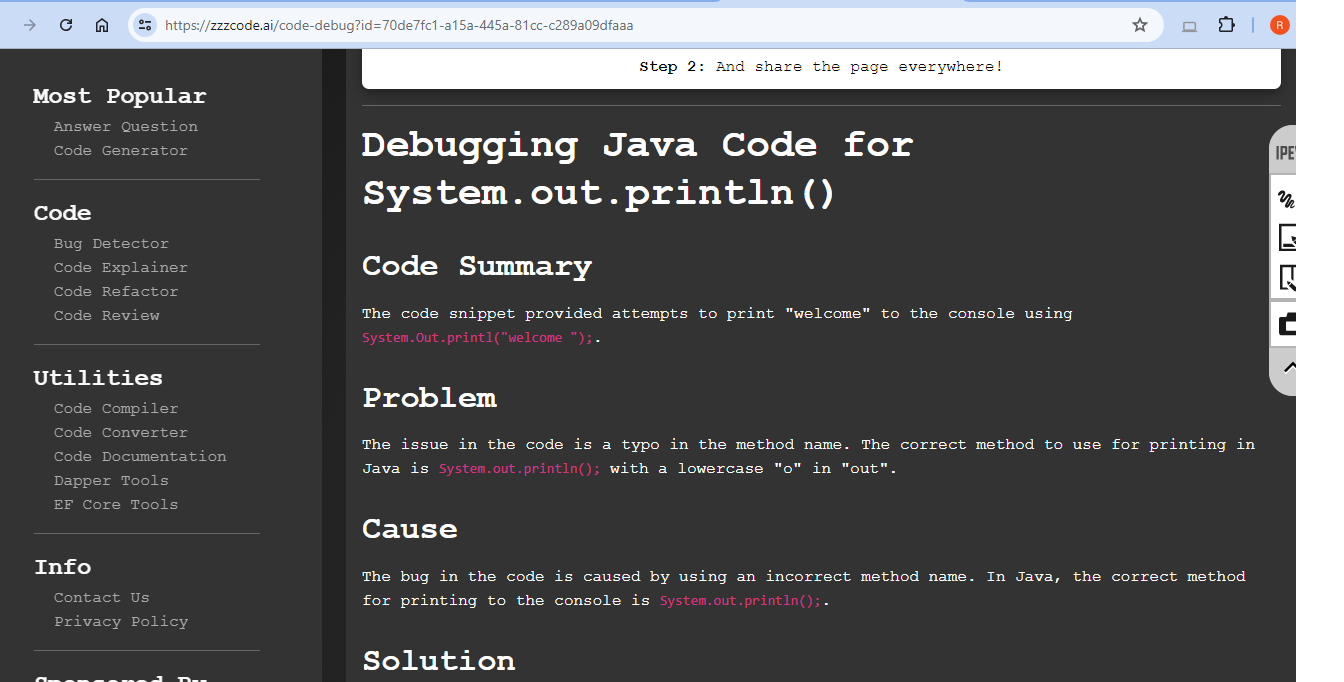 https://zzzcode.ai/code-debug?id=70de7fc1-a15a-445a-81cc-c289a09dfaaa
R
Most Popular
Answer Question
Code Generator
Code
Bug Detector
Code Explainer
Code Refactor
Code Review
Utilities
Code Compiler
Code Converter
Code Documentation
Dapper Tools
EF Core Tools
Info
Contact Us
Privacy Policy
Sponsored By
Step 2: And share the page everywhere!
Debugging Java Code for
System.out.println()
Code Summary
The code snippet provided attempts to print "welcome" to the console using
System.Out.printl("welcome ");.
Problem
The issue in the code is a typo in the method name. The correct method to use for printing in
Java is System.out.println(); with a lowercase "o" in "out".
Cause
The bug in the code is caused by using an incorrect method name. In Java, the correct method
for printing to the console is System.out.println();.
Solution